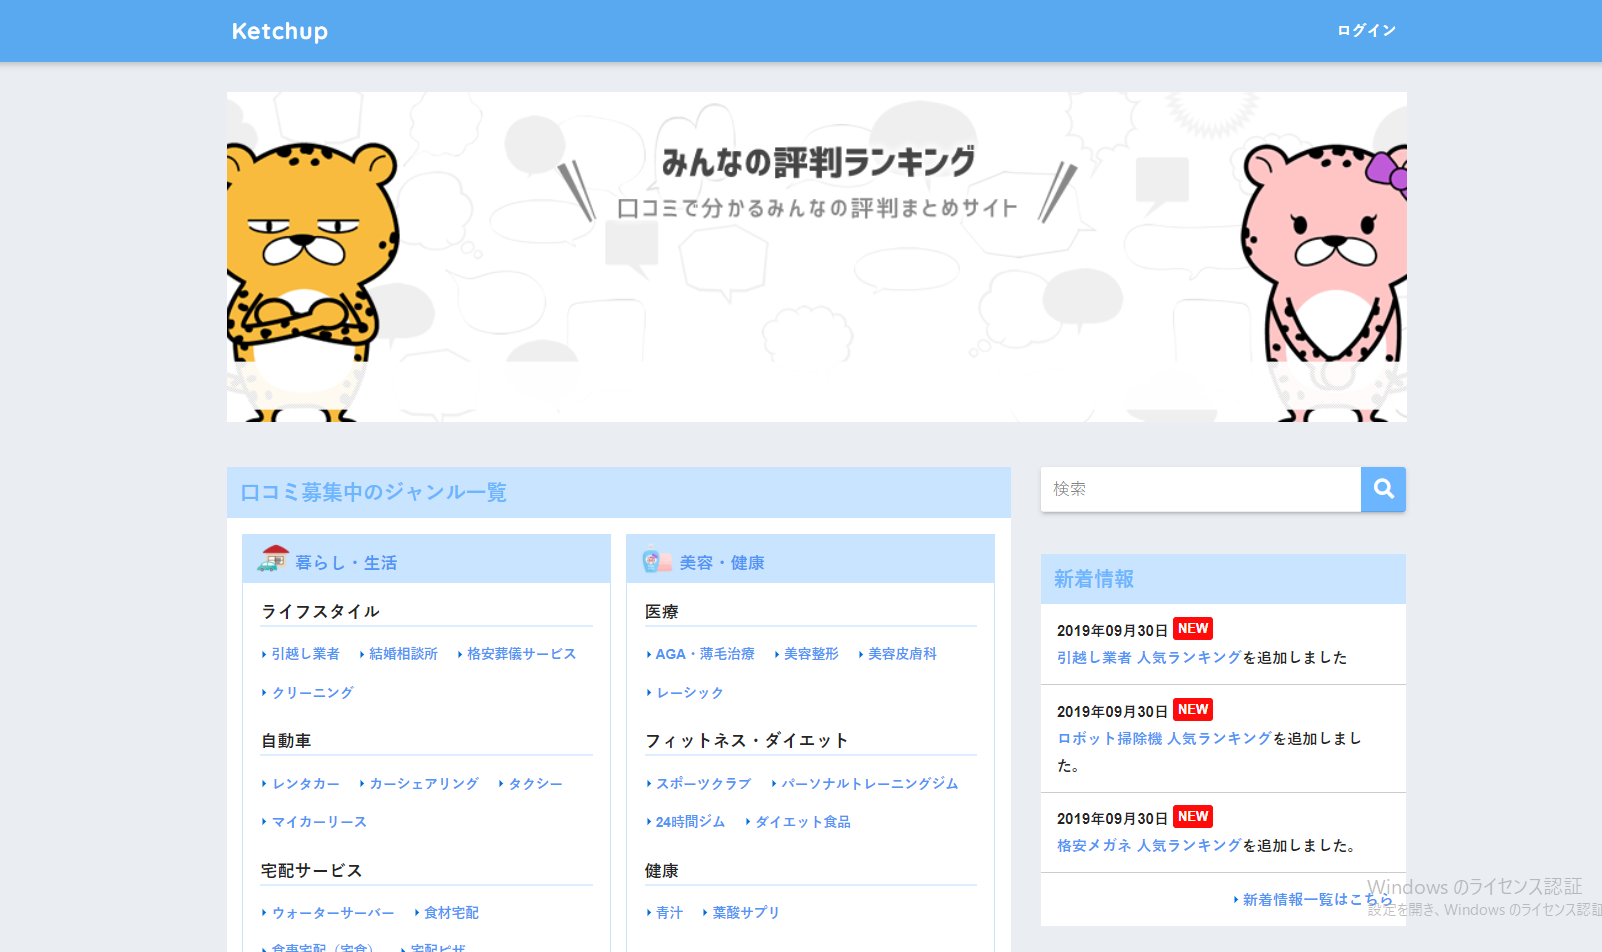 Ketchup
ログイン
みんなの評判ランキング
口コミで分かるみんなの評判まとめサイト
口コミ募集中のジャンル一覧
暮らし・生活
ライフスタイル
引越し業者 結婚相談所 格安葬儀サービス
クリーニング
自動車
レンタカー カーシェアリング タクシー
マイカーリース
宅配サービス
ウォーターサーバー 食材宅配
食事宅配（宅食） 宅配ピザ
美容・健康
医療
AGA・薄毛治療 美容整形 美容皮膚科
レーシック
フィットネス・ダイエット
スポーツクラブ パーソナルトレーニングジム
24時間ジム ダイエット食品
健康
青汁 葉酸サプリ
検索
新着情報
2019年09月30日 NEW
引越し業者 人気ランキングを追加しました
2019年09月30日 NEW
ロボット掃除機 人気ランキングを追加しまし
た。
2019年09月30日 NEW
格安メガネ 人気ランキングを追加しました。
新着情報一覧はこちら
Windows のライセンス認証
設定を開き、Windows のライセンス認証